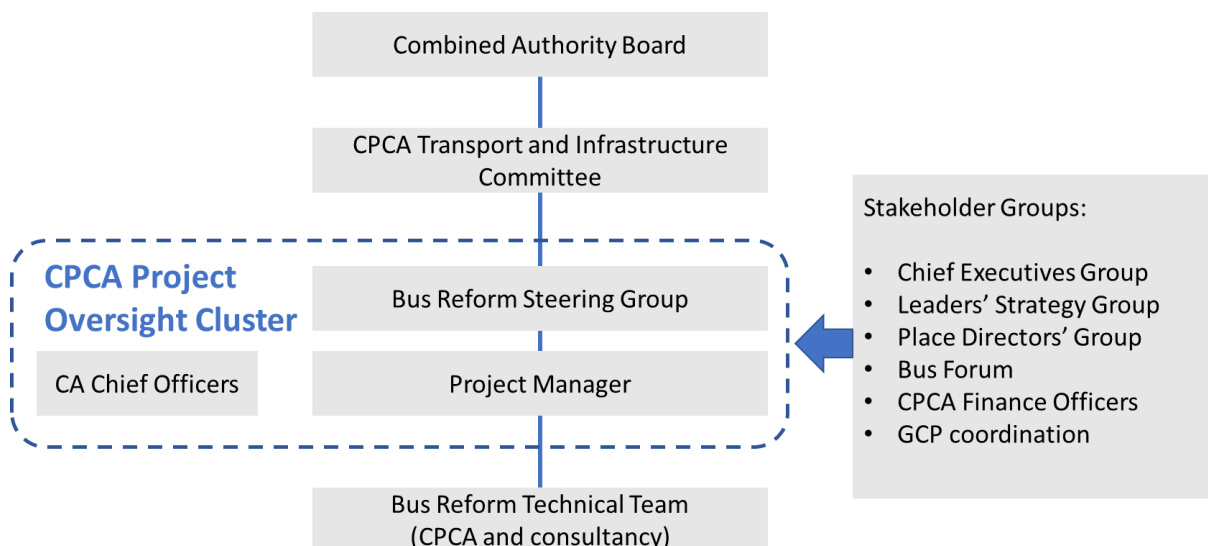 Combined Authority Board
CPCA Transport and Infrastructure
Committee
CPCA Project
Oversight Cluster
Bus Reform Steering Group
CA Chief Officers
Project Manager
Bus Reform Technical Team
(CPCA and consultancy)
Stakeholder Groups:
• Chief Executives Group
• Leaders’ Strategy Group
• Place Directors’ Group
• Bus Forum
• CPCA Finance Officers
• GCP coordination